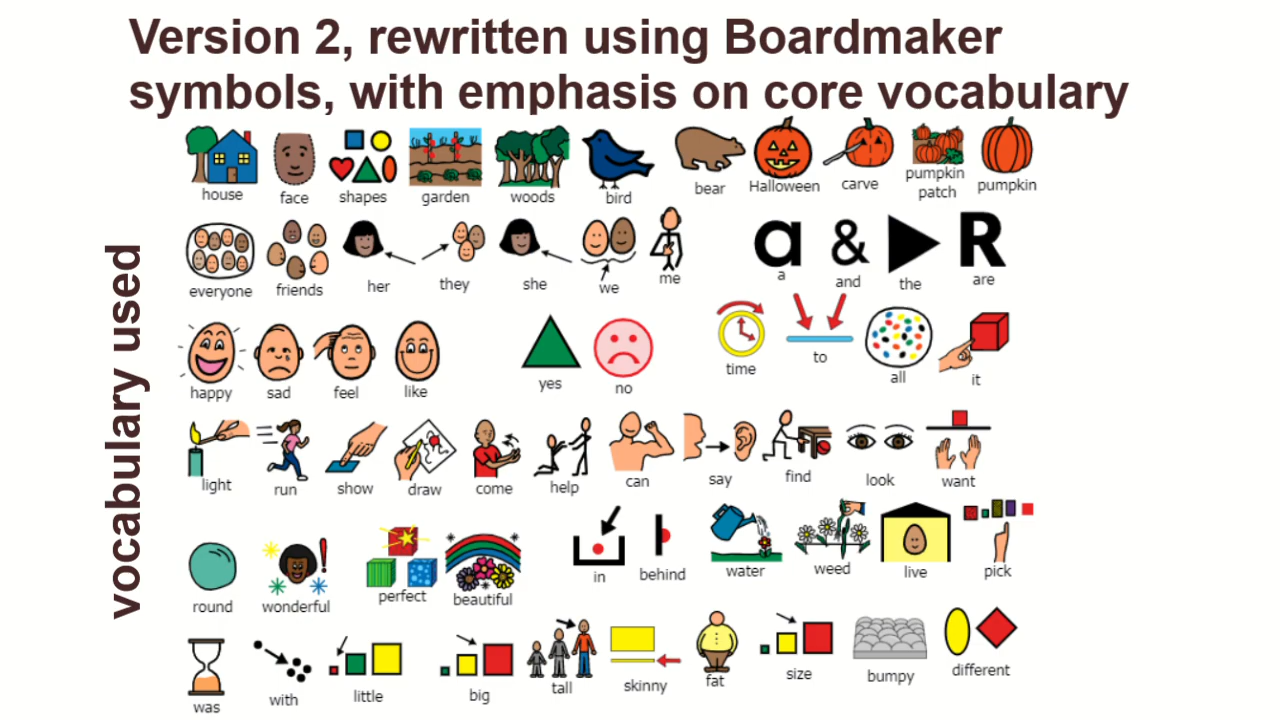 Version 2, rewritten using Boardmaker
symbols, with emphasis on core vocabulary
vocabulary used
house face shapes garden woods bird bear Halloween carve pumpkin patch pumpkin
everyone friends her they she we me a a & and the R are
happy sad feel like yes no time to all it
light run show draw come help can say find look want
round wonderful perfect beautiful in behind water weed live pick
was with little big tall skinny fat size bumpy different